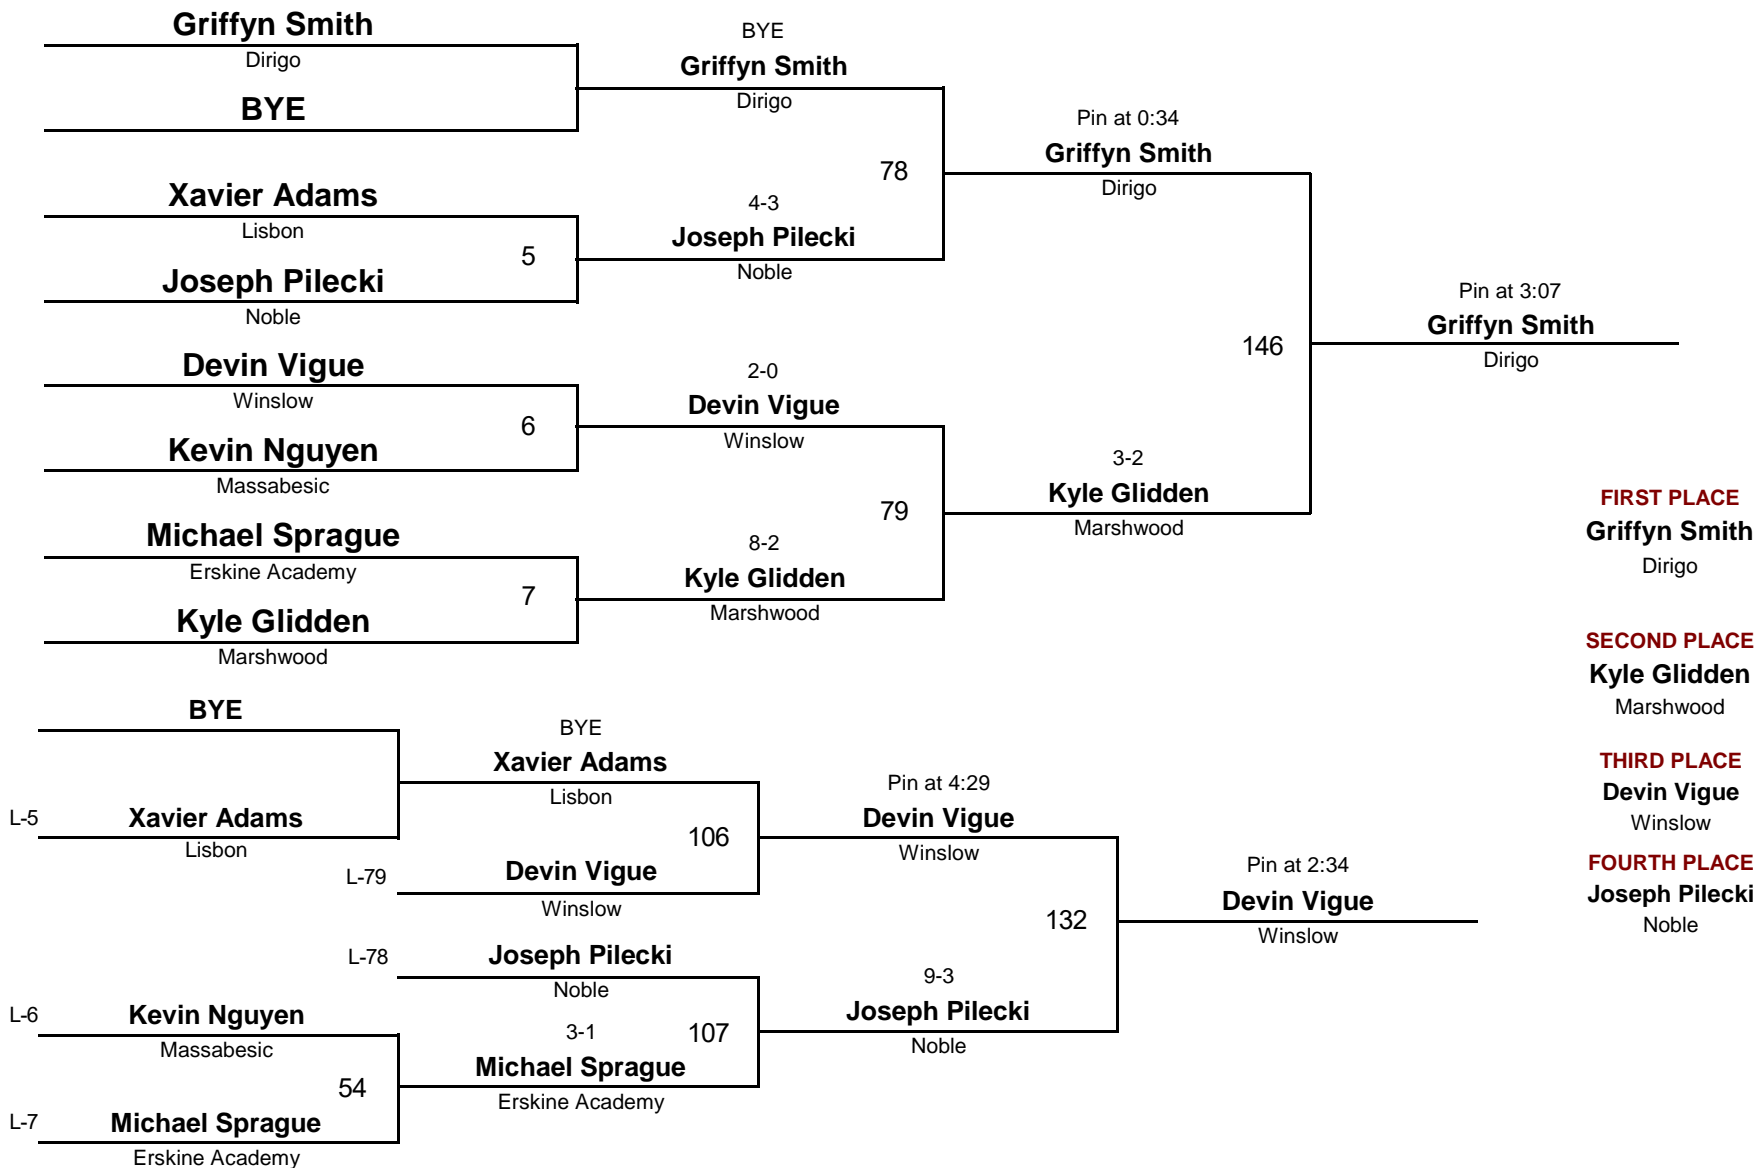 Griffyn Smith
Dirigo
BYE
Xavier Adams
Lisbon
5
Joseph Pilecki
Noble
Devin Vigue
Winslow
6
Kevin Nguyen
Massabesic
Michael Sprague
Erskine Academy
7
Kyle Glidden
Marshwood
BYE
Griffyn Smith
Dirigo
78
4-3
Joseph Pilecki
Noble
2-0
Devin Vigue
Winslow
79
8-2
Kyle Glidden
Marshwood
Pin at 0:34
Griffyn Smith
Dirigo
146
3-2
Kyle Glidden
Marshwood
Pin at 3:07
Griffyn Smith
Dirigo
FIRST PLACE
Griffyn Smith
Dirigo
SECOND PLACE
Kyle Glidden
Marshwood
THIRD PLACE
Devin Vigue
Winslow
FOURTH PLACE
Joseph Pilecki
Noble
BYE
L-5
Xavier Adams
Lisbon
L-6
Kevin Nguyen
Massabesic
54
L-7
Michael Sprague
Erskine Academy
BYE
Xavier Adams
Lisbon
106
L-79
Devin Vigue
Winslow
L-78
Joseph Pilecki
Noble
107
3-1
Michael Sprague
Erskine Academy
Pin at 4:29
Devin Vigue
Winslow
132
9-3
Joseph Pilecki
Noble
Pin at 2:34
Devin Vigue
Winslow